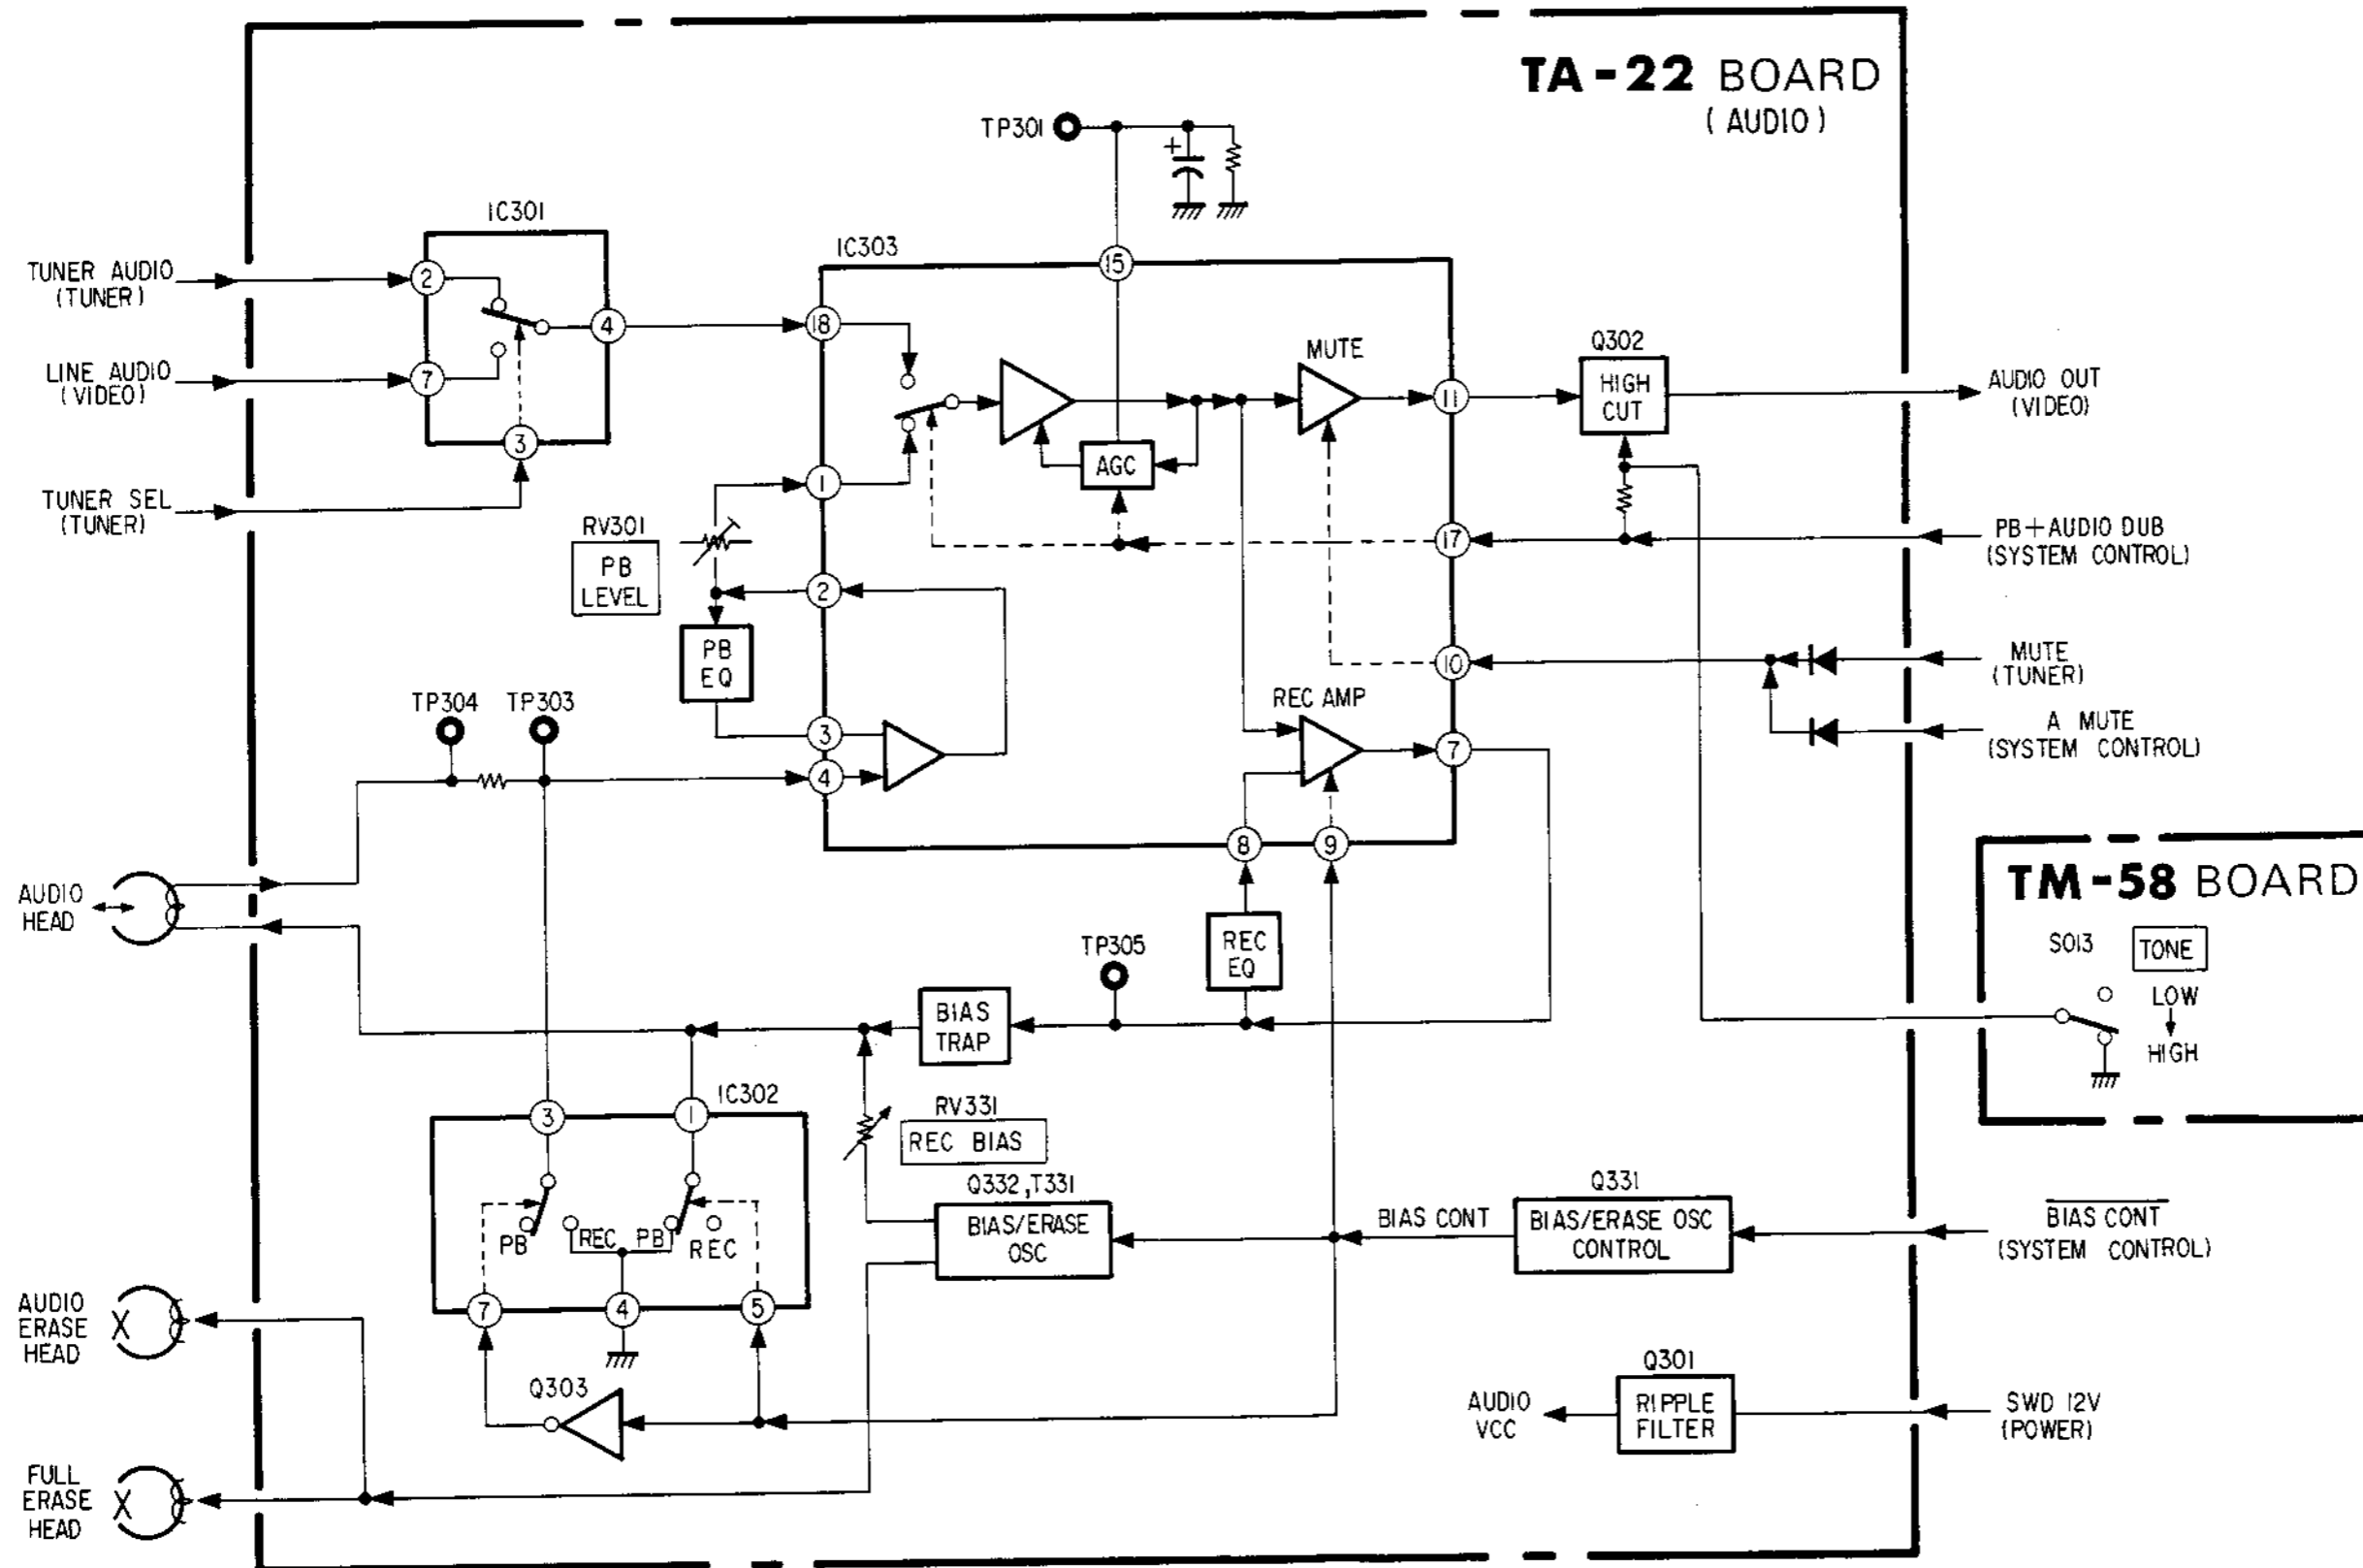 TA-22 BOARD
(AUDIO)
TP301
+
IC301
IC303
15
TUNER AUDIO
(TUNER)
2
4
18
MUTE
Q302
LINE AUDIO
(VIDEO)
7
HIGH
CUT
11
AUDIO OUT
(VIDEO)
3
AGC
TUNER SEL
(TUNER)
1
RV301
PB
LEVEL
17
PB+AUDIO DUB
(SYSTEM CONTROL)
2
PB
EQ
10
MUTE
(TUNER)
TP304
TP303
REC AMP
3
4
7
A MUTE
(SYSTEM CONTROL)
8
9
AUDIO
HEAD
TM-58 BOARD
S013
TONE
LOW
HIGH
TP305
REC
EQ
BIAS
TRAP
IC302
3
1
RV331
REC BIAS
PB
REC
PB
REC
Q332,T331
BIAS/ERASE
OSC
BIAS CONT
Q331
BIAS/ERASE OSC
CONTROL
BIAS CONT
(SYSTEM CONTROL)
7
4
5
AUDIO
ERASE
HEAD
X
Q303
Q301
AUDIO
VCC
RIPPLE
FILTER
SWD 12V
(POWER)
FULL
ERASE
HEAD
X